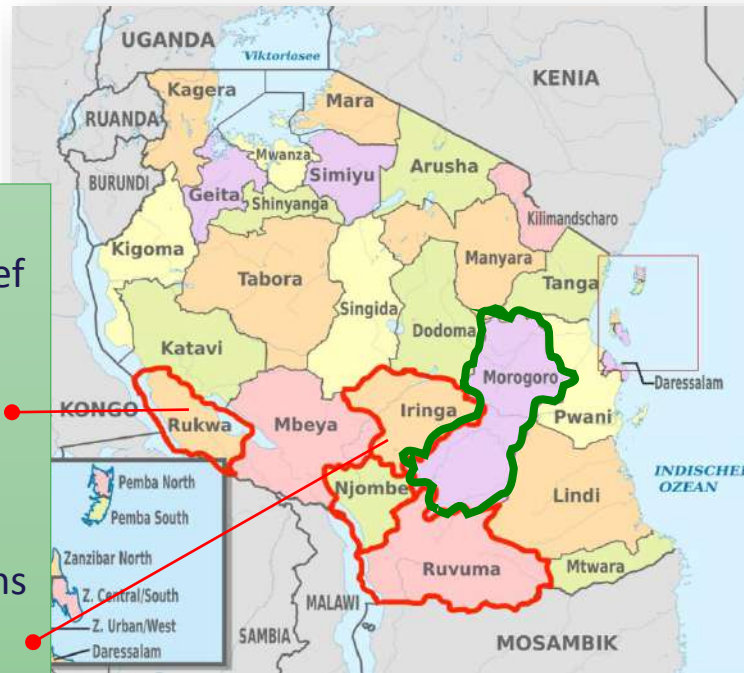 UGANDA
Viktoriasee
KENIA
Kagera
Mara
RUANDA
Mwanza
Arusha
BURUNDI
Geita
Simiyu
Shinyanga
Kilimandscharo
Kigoma
Manyara
Tabora
Tanga
Singida
Dodoma
Katavi
Morogoro
Daressalam
KONGO
Rukwa
Mbeya
Iringa
Pwani
INDISCHER
OZEAN
Pemba North
Njombe
Lindi
Pemba South
Zanzibar North
Ruvuma
Mtwara
Z. Central/South
MALAWI
Z. Urban/West
SAMBIA
Daressalam
MOSAMBIK